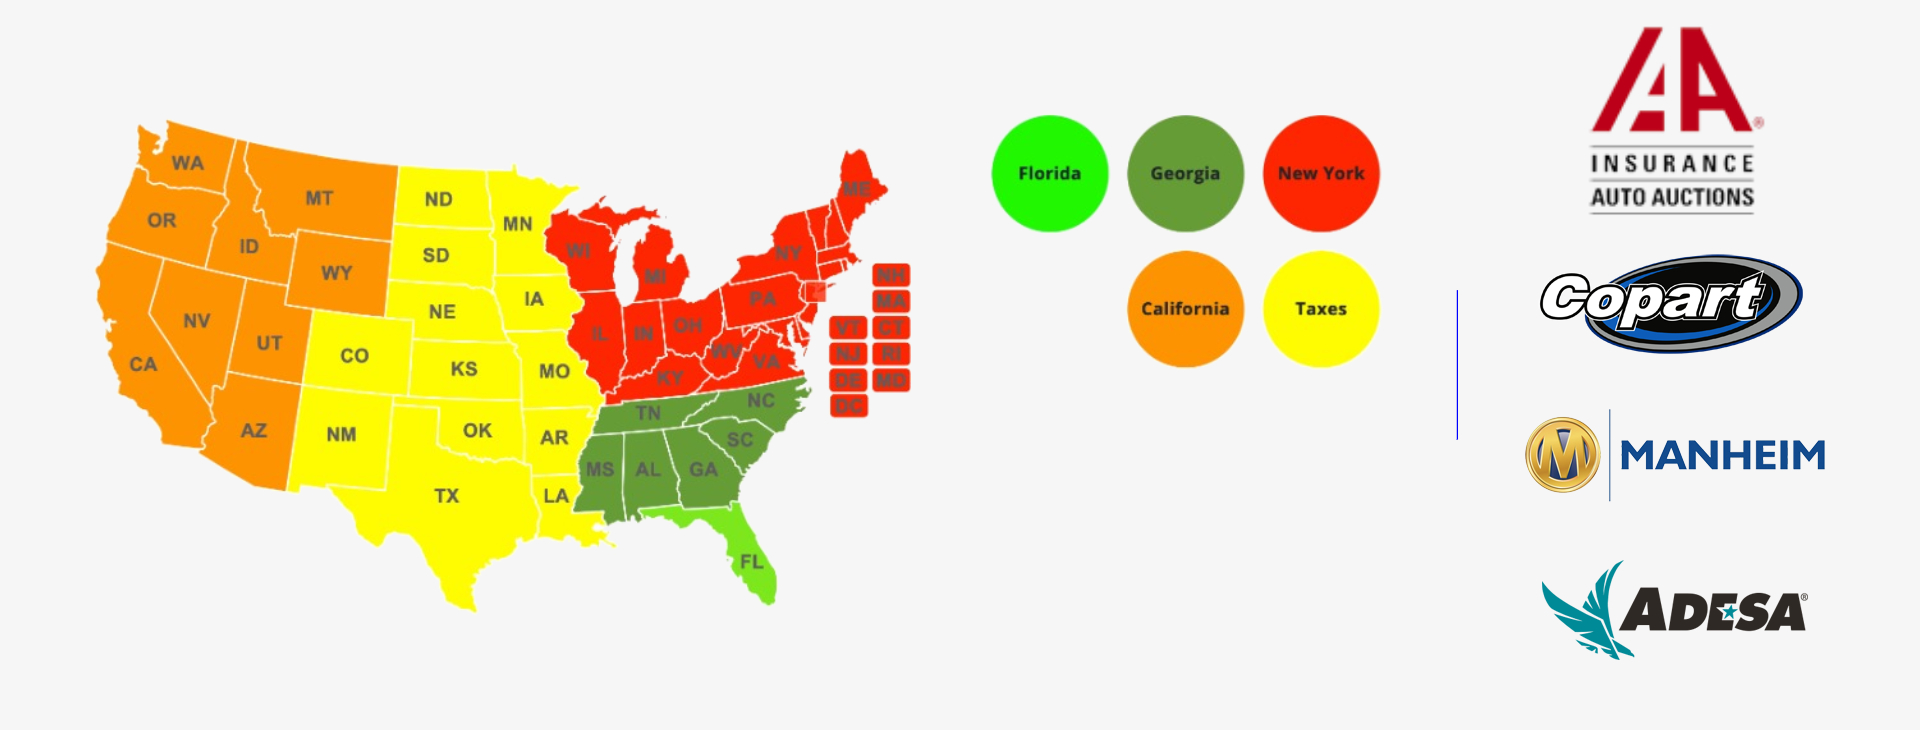 WA
MT
ND
MN
OR
ID
WY
SD
WI
MI
NY
ME
NE
IA
PA
NV
UT
CO
KS
MO
IL
IN
OH
WV
VA
KY
CA
AZ
NM
OK
AR
TN
NC
SC
TX
LA
MS
AL
GA
FL
NH
MA
VT CT
NJ RI
DE MD
DC
Florida
Georgia
New York
California
Taxes
IAA®
INSURANCE
AUTO AUCTIONS
Copart
M
MANHEIM
ADESA®